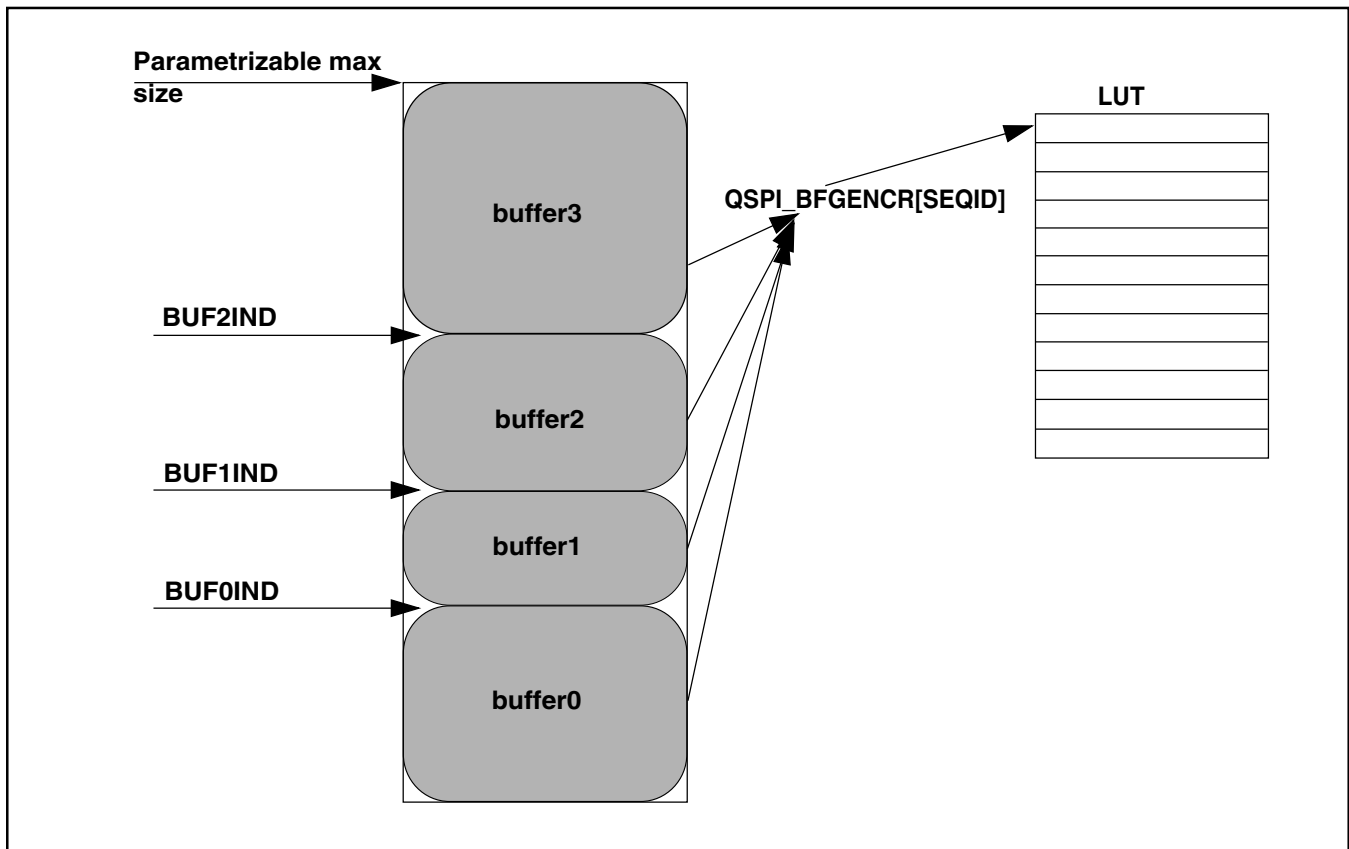 Parametrizable max
size
LUT
QSPI_BFGENCR[SEQID]
buffer3
BUF2IND
buffer2
BUF1IND
buffer1
BUF0IND
buffer0